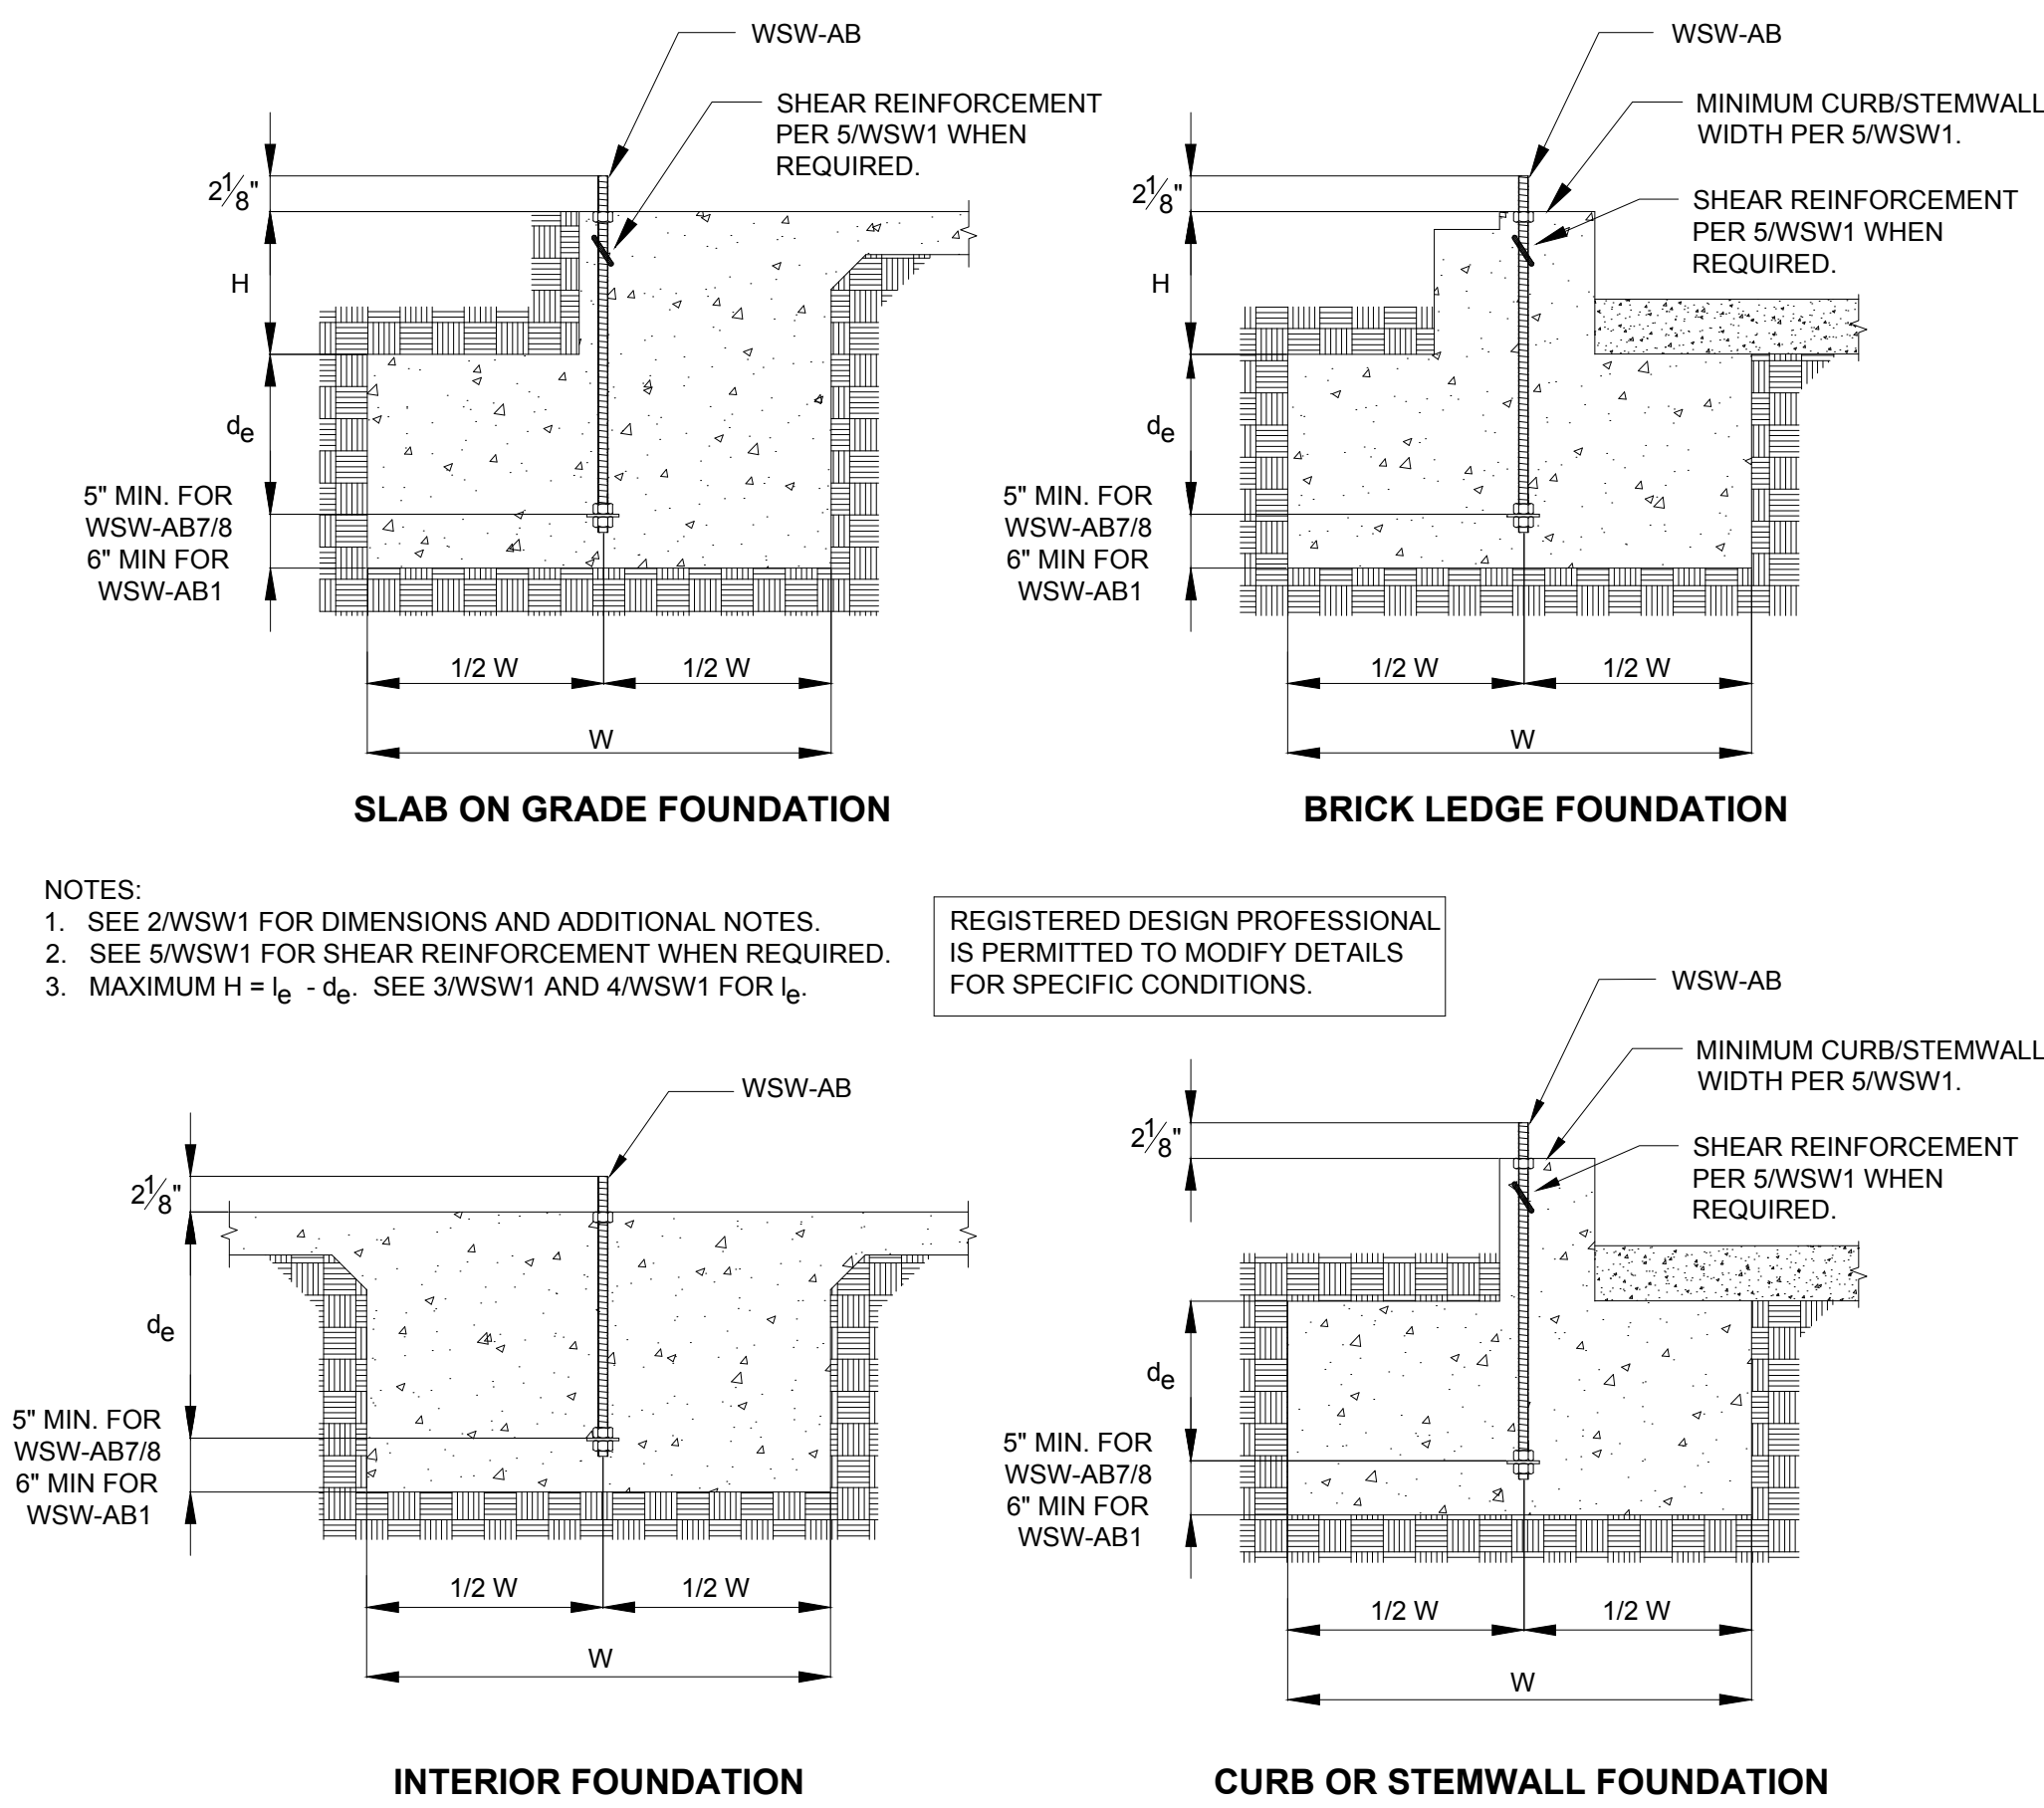 WSW-AB
SHEAR REINFORCEMENT
PER 5/WSW1 WHEN
REQUIRED.
2 1/8"
H
de
5" MIN. FOR
WSW-AB7/8
6" MIN FOR
WSW-AB1
1/2 W
1/2 W
W
SLAB ON GRADE FOUNDATION
WSW-AB
MINIMUM CURB/STEMWALL
WIDTH PER 5/WSW1.
SHEAR REINFORCEMENT
PER 5/WSW1 WHEN
REQUIRED.
2 1/8"
H
de
5" MIN. FOR
WSW-AB7/8
6" MIN FOR
WSW-AB1
1/2 W
1/2 W
W
BRICK LEDGE FOUNDATION
NOTES:
1. SEE 2/WSW1 FOR DIMENSIONS AND ADDITIONAL NOTES.
2. SEE 5/WSW1 FOR SHEAR REINFORCEMENT WHEN REQUIRED.
3. MAXIMUM H = le - de. SEE 3/WSW1 AND 4/WSW1 FOR le.
REGISTERED DESIGN PROFESSIONAL
IS PERMITTED TO MODIFY DETAILS
FOR SPECIFIC CONDITIONS.
WSW-AB
2 1/8"
de
5" MIN. FOR
WSW-AB7/8
6" MIN FOR
WSW-AB1
1/2 W
1/2 W
W
INTERIOR FOUNDATION
WSW-AB
MINIMUM CURB/STEMWALL
WIDTH PER 5/WSW1.
SHEAR REINFORCEMENT
PER 5/WSW1 WHEN
REQUIRED.
2 1/8"
de
5" MIN. FOR
WSW-AB7/8
6" MIN FOR
WSW-AB1
1/2 W
1/2 W
W
CURB OR STEMWALL FOUNDATION